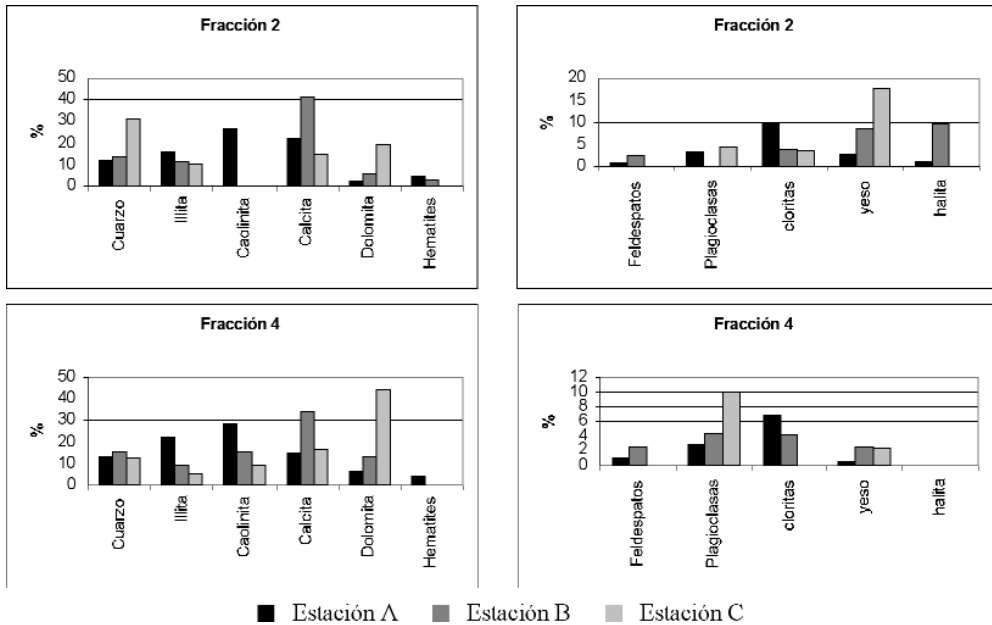 Fracción 2
50
40
30
20
10
0
%
Cuarzo
Illita
Caolinita
Calcita
Dolomita
Hematites
Fracción 2
20
15
10
5
0
%
Feldespatos
Plagioclasas
cloritas
yeso
halita
Fracción 4
50
40
30
20
10
0
%
Cuarzo
Illita
Caolinita
Calcita
Dolomita
Hematites
Fracción 4
12
10
8
6
4
2
0
%
Feldespatos
Plagioclasas
cloritas
yeso
halita
Estación A
Estación B
Estación C